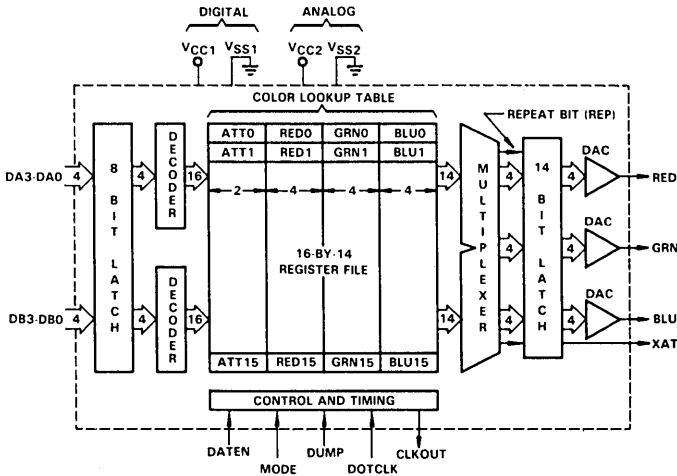 DIGITAL ANALOG
VCC1 VSS1 VCC2 VSS2
COLOR LOOKUP TABLE
REPEAT BIT (REP)
ATT0 RED0 GRN0 BLU0
ATT1 RED1 GRN1 BLU1
DA3-DA0 4
8 BIT LATCH
4
DECODER
16
2 4 4 4
14
MULTIPLEXER
4
14 BIT LATCH
4
DAC
RED
16-BY-14
REGISTER FILE
4
4
DAC
GRN
DB3-DB0 4
4
DECODER
16
14
4
4
DAC
BLU
XAT
ATT15 RED15 GRN15 BLU15
CONTROL AND TIMING
DATEN DUMP CLKOUT
MODE DOTCLK